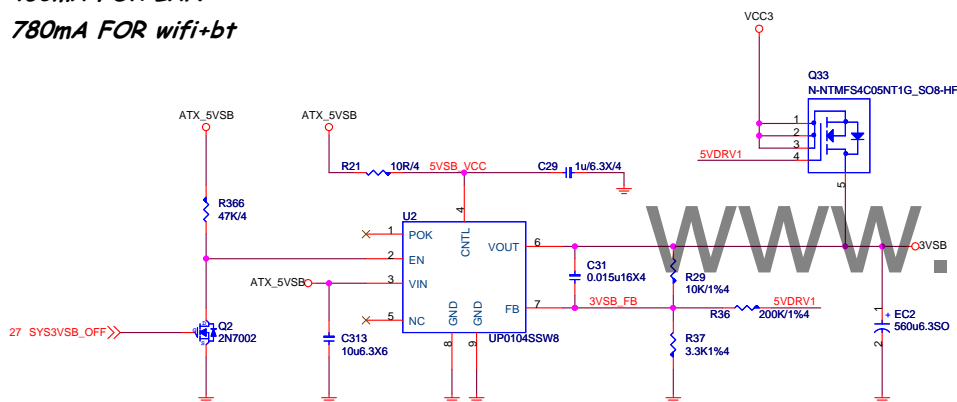 780mA FOR wifi+bt
VCC3
Q33
N-NTMFS4C05NT1G_SO8-HF
ATX_5VSB
ATX_5VSB
1
2
3
4
5VDRV1
5
R21
10R/4
5VSB_VCC
C29
1u/6.3X/4
R366
47K/4
U2
4
1
POK
CNTL
VOUT
6
3VSB
2
EN
C31
0.015u16X4
R29
10K/1%4
ATX_5VSB
3
VIN
FB
7
3VSB_FB
5VDRV1
R36
200K/1%4
5
NC
GND
GND
UP0104SSW8
8
9
27 SYS3VSB_OFF
Q2
2N7002
C313
10u6.3X6
R37
3.3K1%4
1
+
EC2
560u6.3SO
2
WWW.